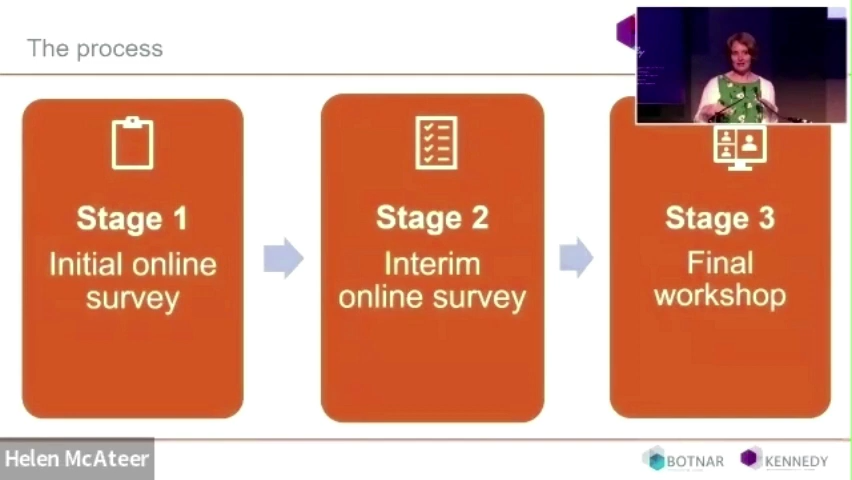 The process
Stage 1
Initial online
survey
Stage 2
Interim
online survey
Stage 3
Final
workshop
Helen McAteer
BOTNAR
KENNEDY